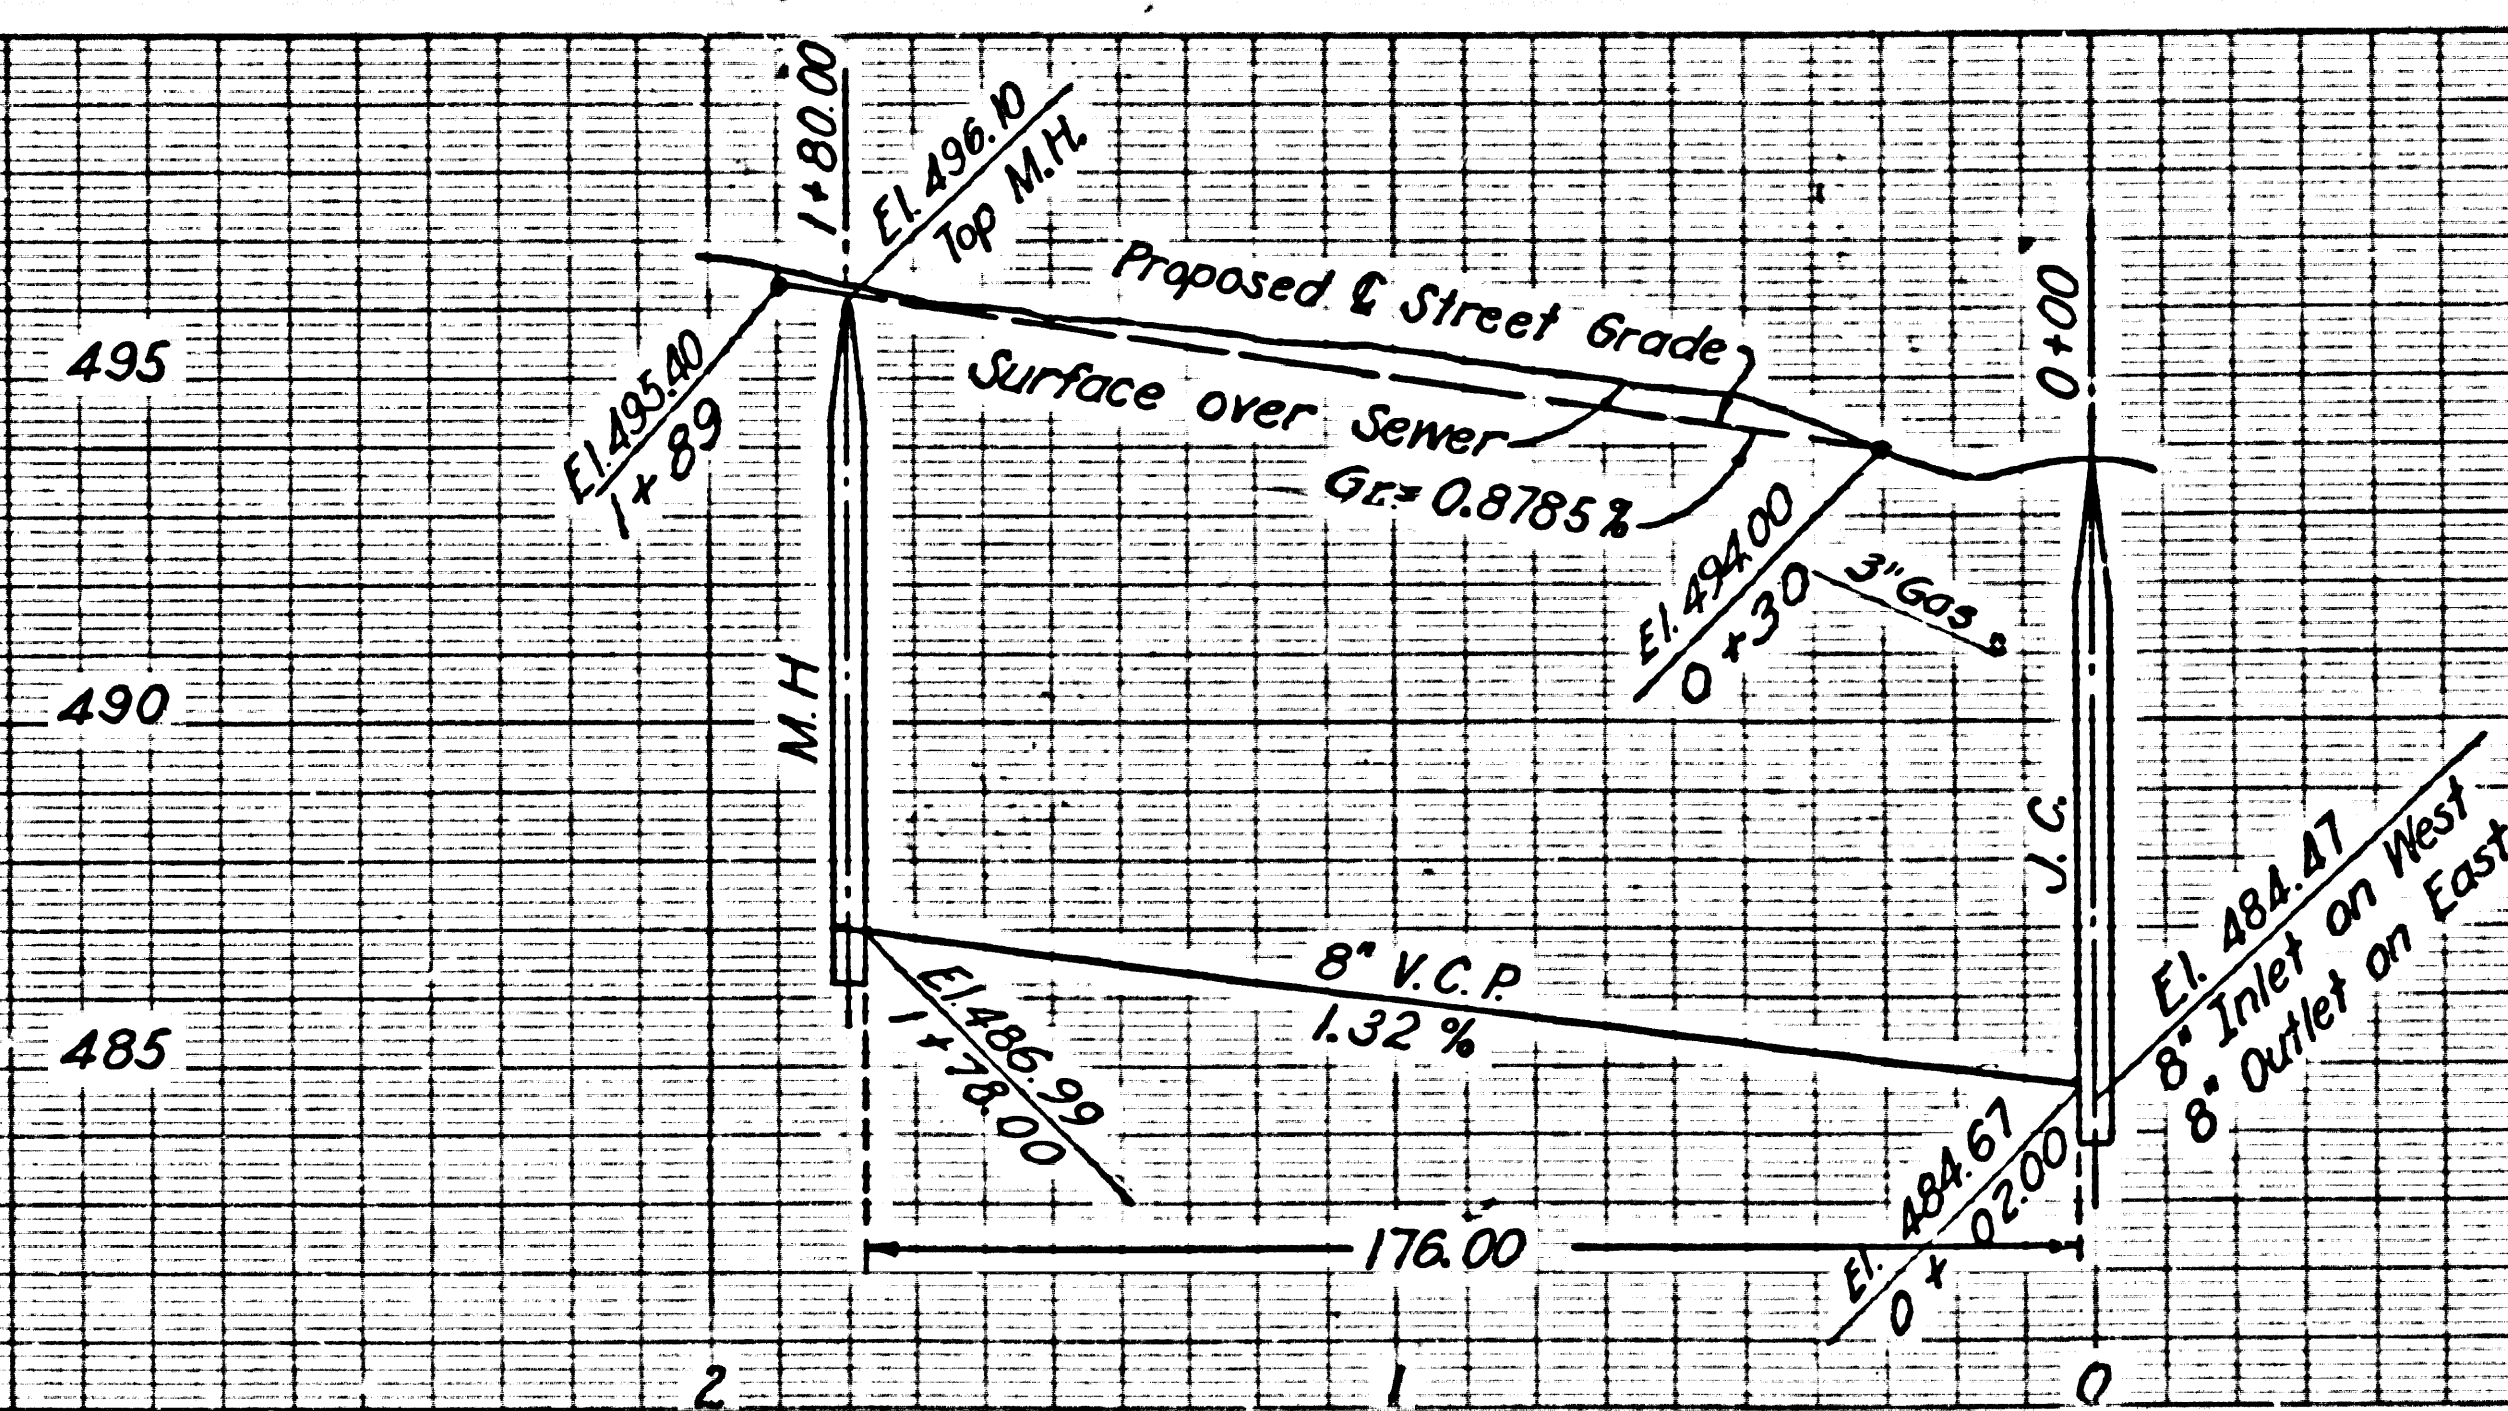 1+80.00
El. 496.10
Top M.H.
Proposed ℄ Street Grade
0+00
495
El. 495.40
1+89
Surface over Sewer
Gr.= 0.8785%
El. 494.00
0+30
3" Gas
490
M.H
J.C.
El. 484.47
8" Inlet on West
8" Outlet on East
485
El. 486.99
1+78.00
8" V.C.P.
1.32 %
El. 484.67
0+02.00
176.00
2
1
0